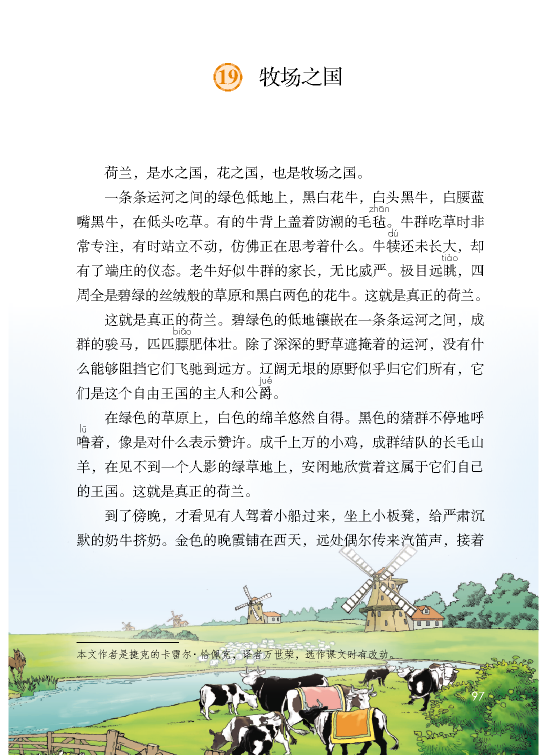 19 牧场之国
荷兰，是水之国，花之国，也是牧场之国。
一条条运河之间的绿色低地上，黑白花牛，白头黑牛，白腰蓝
zhān
嘴黑牛，在低头吃草。有的牛背上盖着防潮的毛毡。牛群吃草时非
dú
常专注，有时站立不动，仿佛正在思考着什么。牛犊还未长大，却
tiào
有了端庄的仪态。老牛好似牛群的家长，无比威严。极目远眺，四
周全是碧绿的丝绒般的草原和黑白两色的花牛。这就是真正的荷兰。
这就是真正的荷兰。碧绿色的低地镶嵌在一条条运河之间，成
biāo
群的骏马，匹匹膘肥体壮。除了深深的野草遮掩着的运河，没有什
么能够阻挡它们飞驰到远方。辽阔无垠的原野似乎归它们所有，它
jué
们是这个自由王国的主人和公爵。
在绿色的草原上，白色的绵羊悠然自得。黑色的猪群不停地呼
lū
噜着，像是对什么表示赞许。成千上万的小鸡，成群结队的长毛山
羊，在见不到一个人影的绿草地上，安闲地欣赏着这属于它们自己
的王国。这就是真正的荷兰。
到了傍晚，才看见有人驾着小船过来，坐上小板凳，给严肃沉
默的奶牛挤奶。金色的晚霞铺在西天，远处偶尔传来汽笛声，接着
本文作者是捷克的卡雷尔·恰佩克，译者万世荣，选作课文时有改动。
97